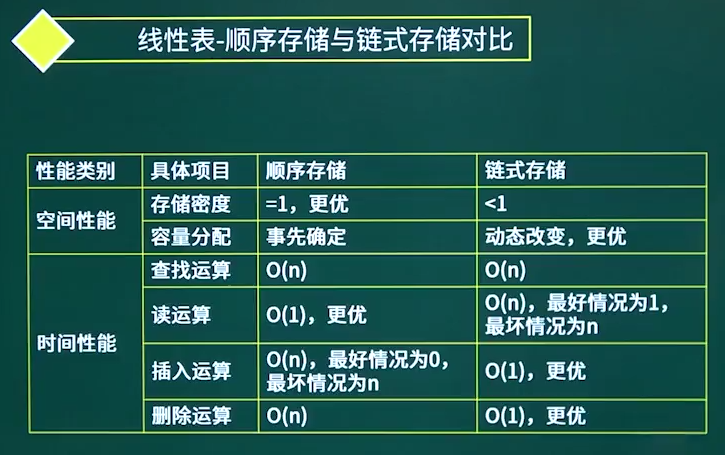 线性表-顺序存储与链式存储对比
性能类别 具体项目 顺序存储 链式存储
空间性能 存储密度 =1，更优 <1
容量分配 事先确定 动态改变，更优
时间性能 查找运算 O(n) O(n)
读运算 O(1)，更优 O(n)，最好情况为1，
最坏情况为n
插入运算 O(n)，最好情况为0，
最坏情况为n O(1)，更优
删除运算 O(n) O(1)，更优